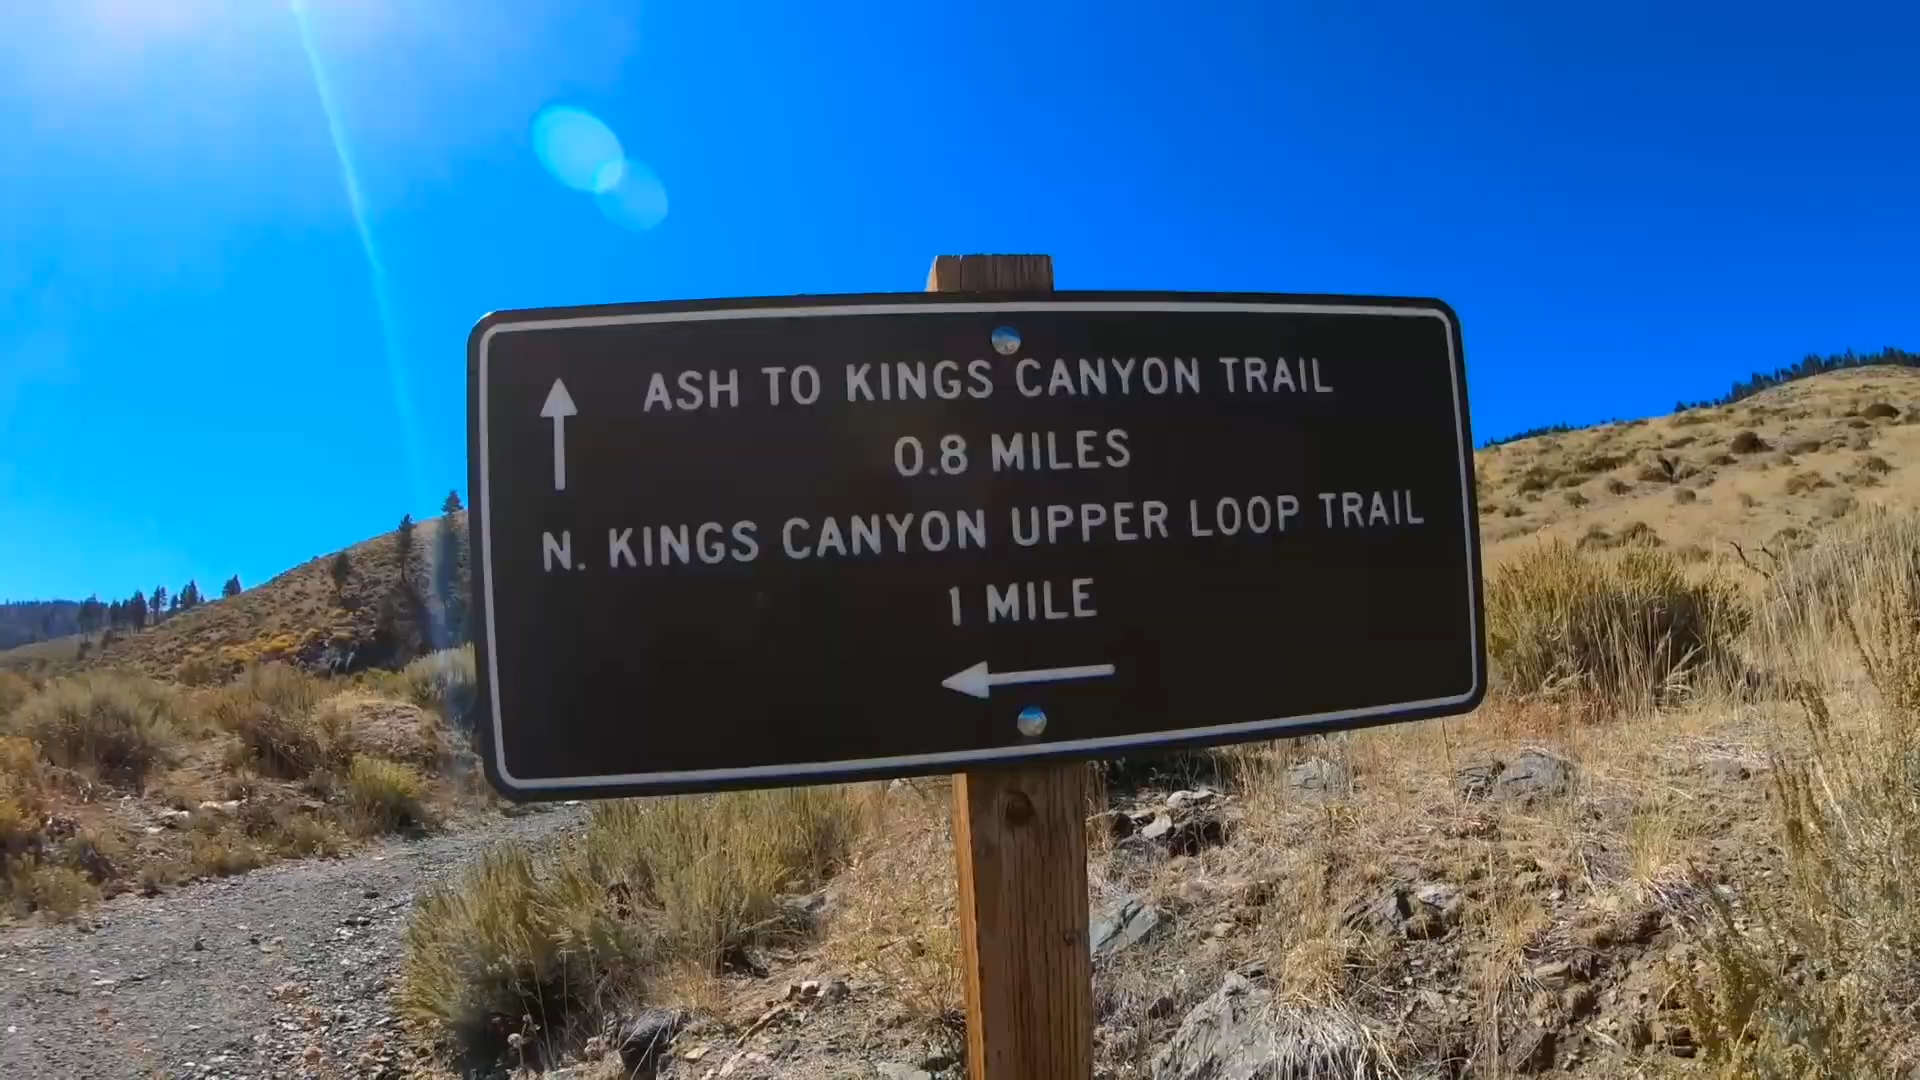 ASH TO KINGS CANYON TRAIL
0.8 MILES
N. KINGS CANYON UPPER LOOP TRAIL
1 MILE